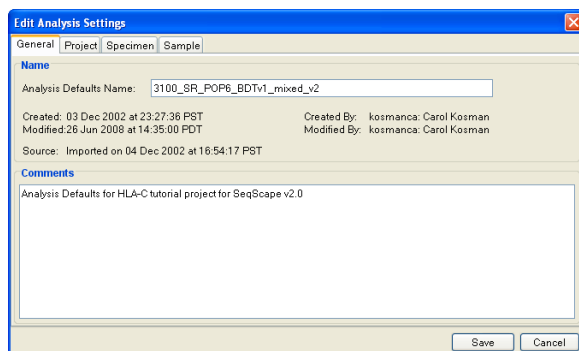 Edit Analysis Settings
General Project Specimen Sample
Name
Analysis Defaults Name: 3100_SR_POP6_BDTv1_mixed_v2
Created: 03 Dec 2002 at 23:27:36 PST Created By: kosmanca: Carol Kosman
Modified:26 Jun 2008 at 14:35:00 PDT Modified By: kosmanca: Carol Kosman
Source: Imported on 04 Dec 2002 at 16:54:17 PST
Comments
Analysis Defaults for HLA-C tutorial project for SeqScape v2.0
Save Cancel